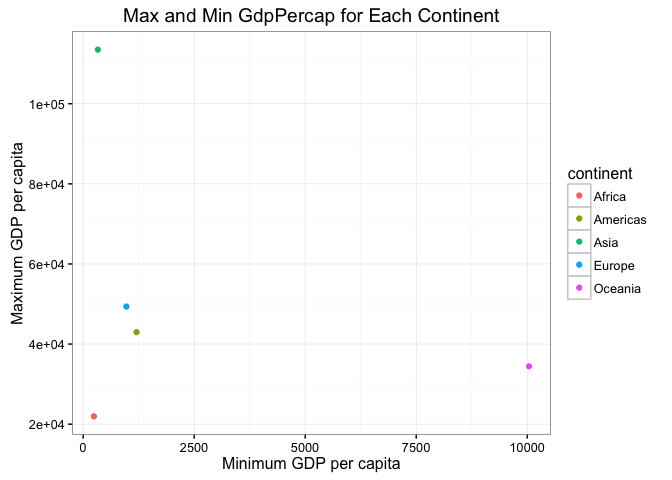 Max and Min GdpPercap for Each Continent
Maximum GDP per capita
1e+05
8e+04
6e+04
4e+04
2e+04
0
2500
5000
7500
10000
Minimum GDP per capita
continent
Africa
Americas
Asia
Europe
Oceania